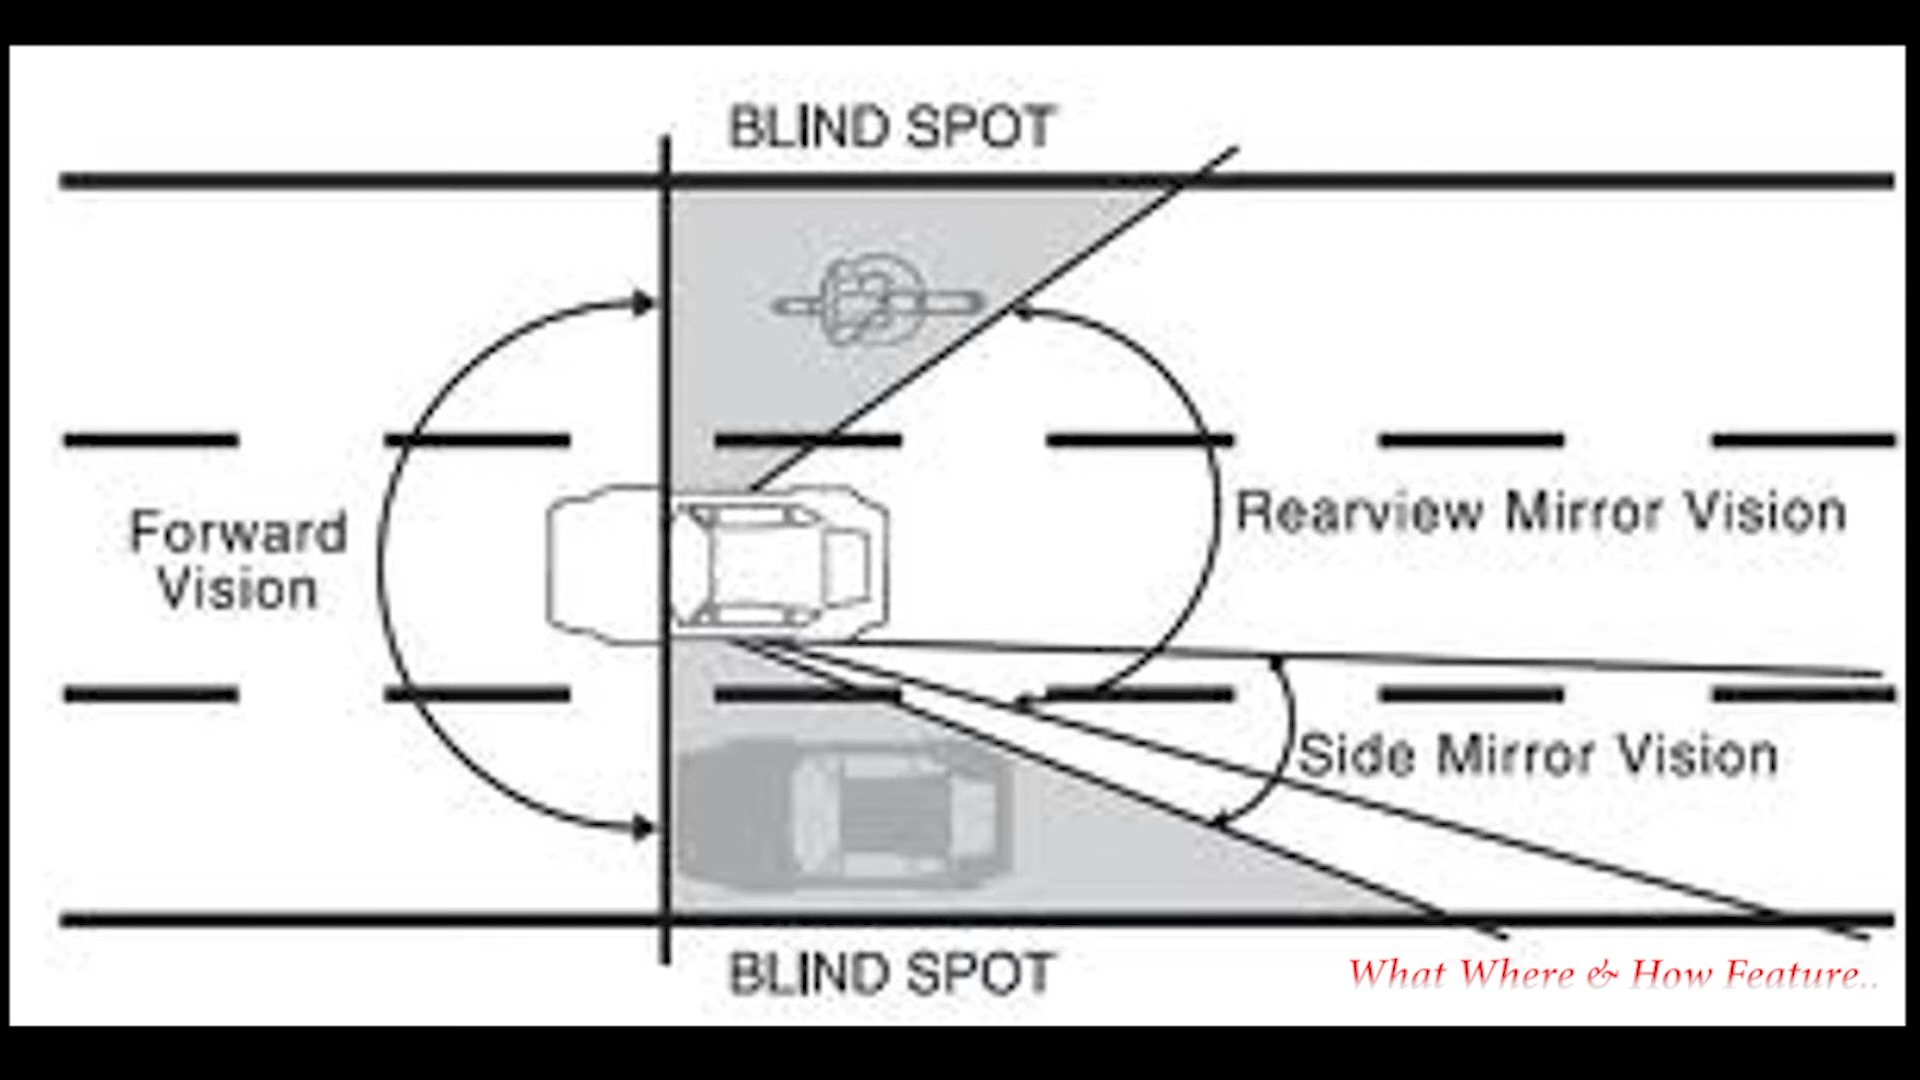 BLIND SPOT
Forward
Vision
Rearview Mirror Vision
Side Mirror Vision
BLIND SPOT
What Where & How Feature..